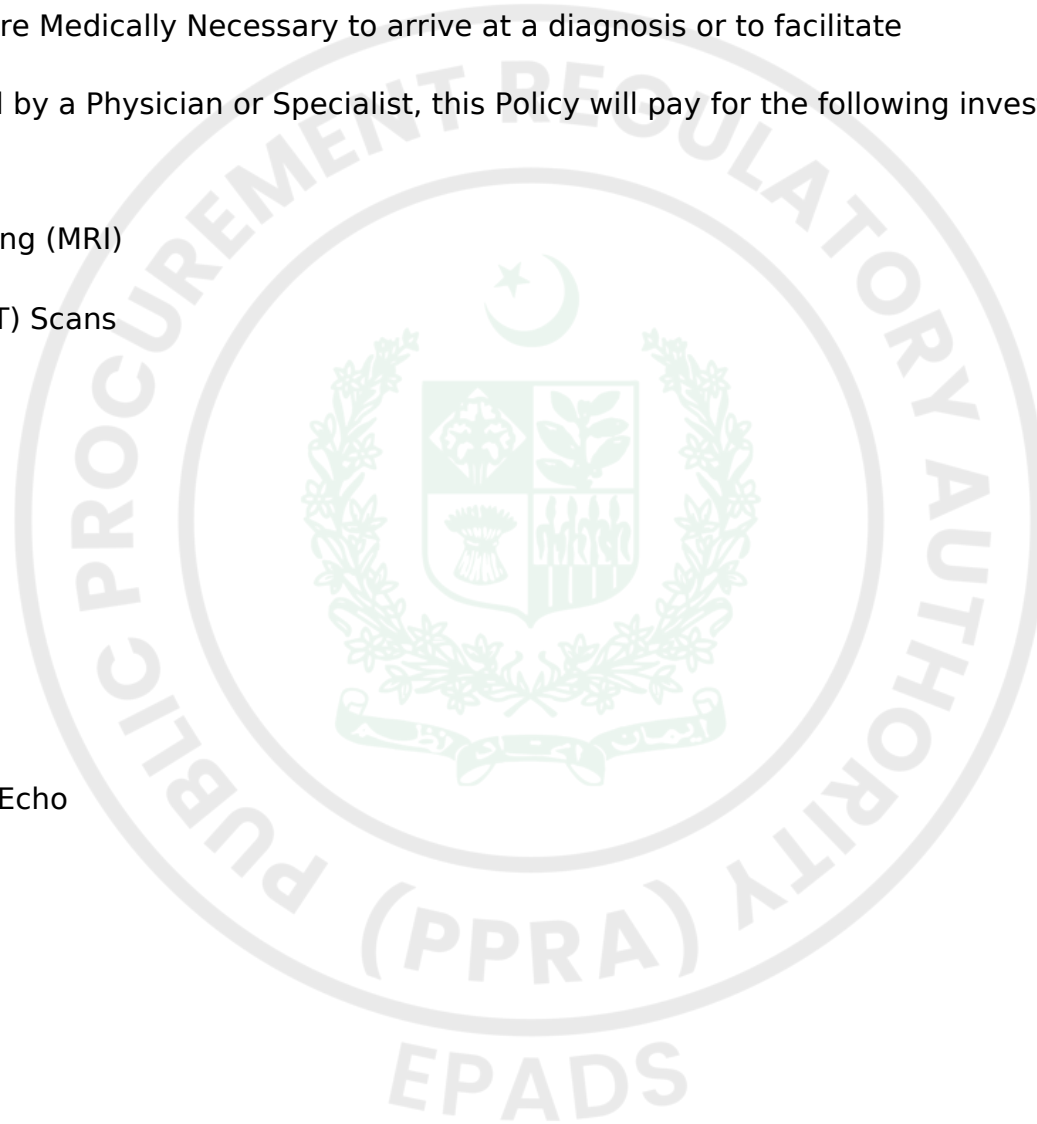 re Medically Necessary to arrive at a diagnosis or to facilitate
by a Physician or Specialist, this Policy will pay for the following inves
ng (MRI)
T) Scans
Echo
PUBLIC PROCUREMENT REGULATORY AUTHORITY
(PPRA)
EPADS